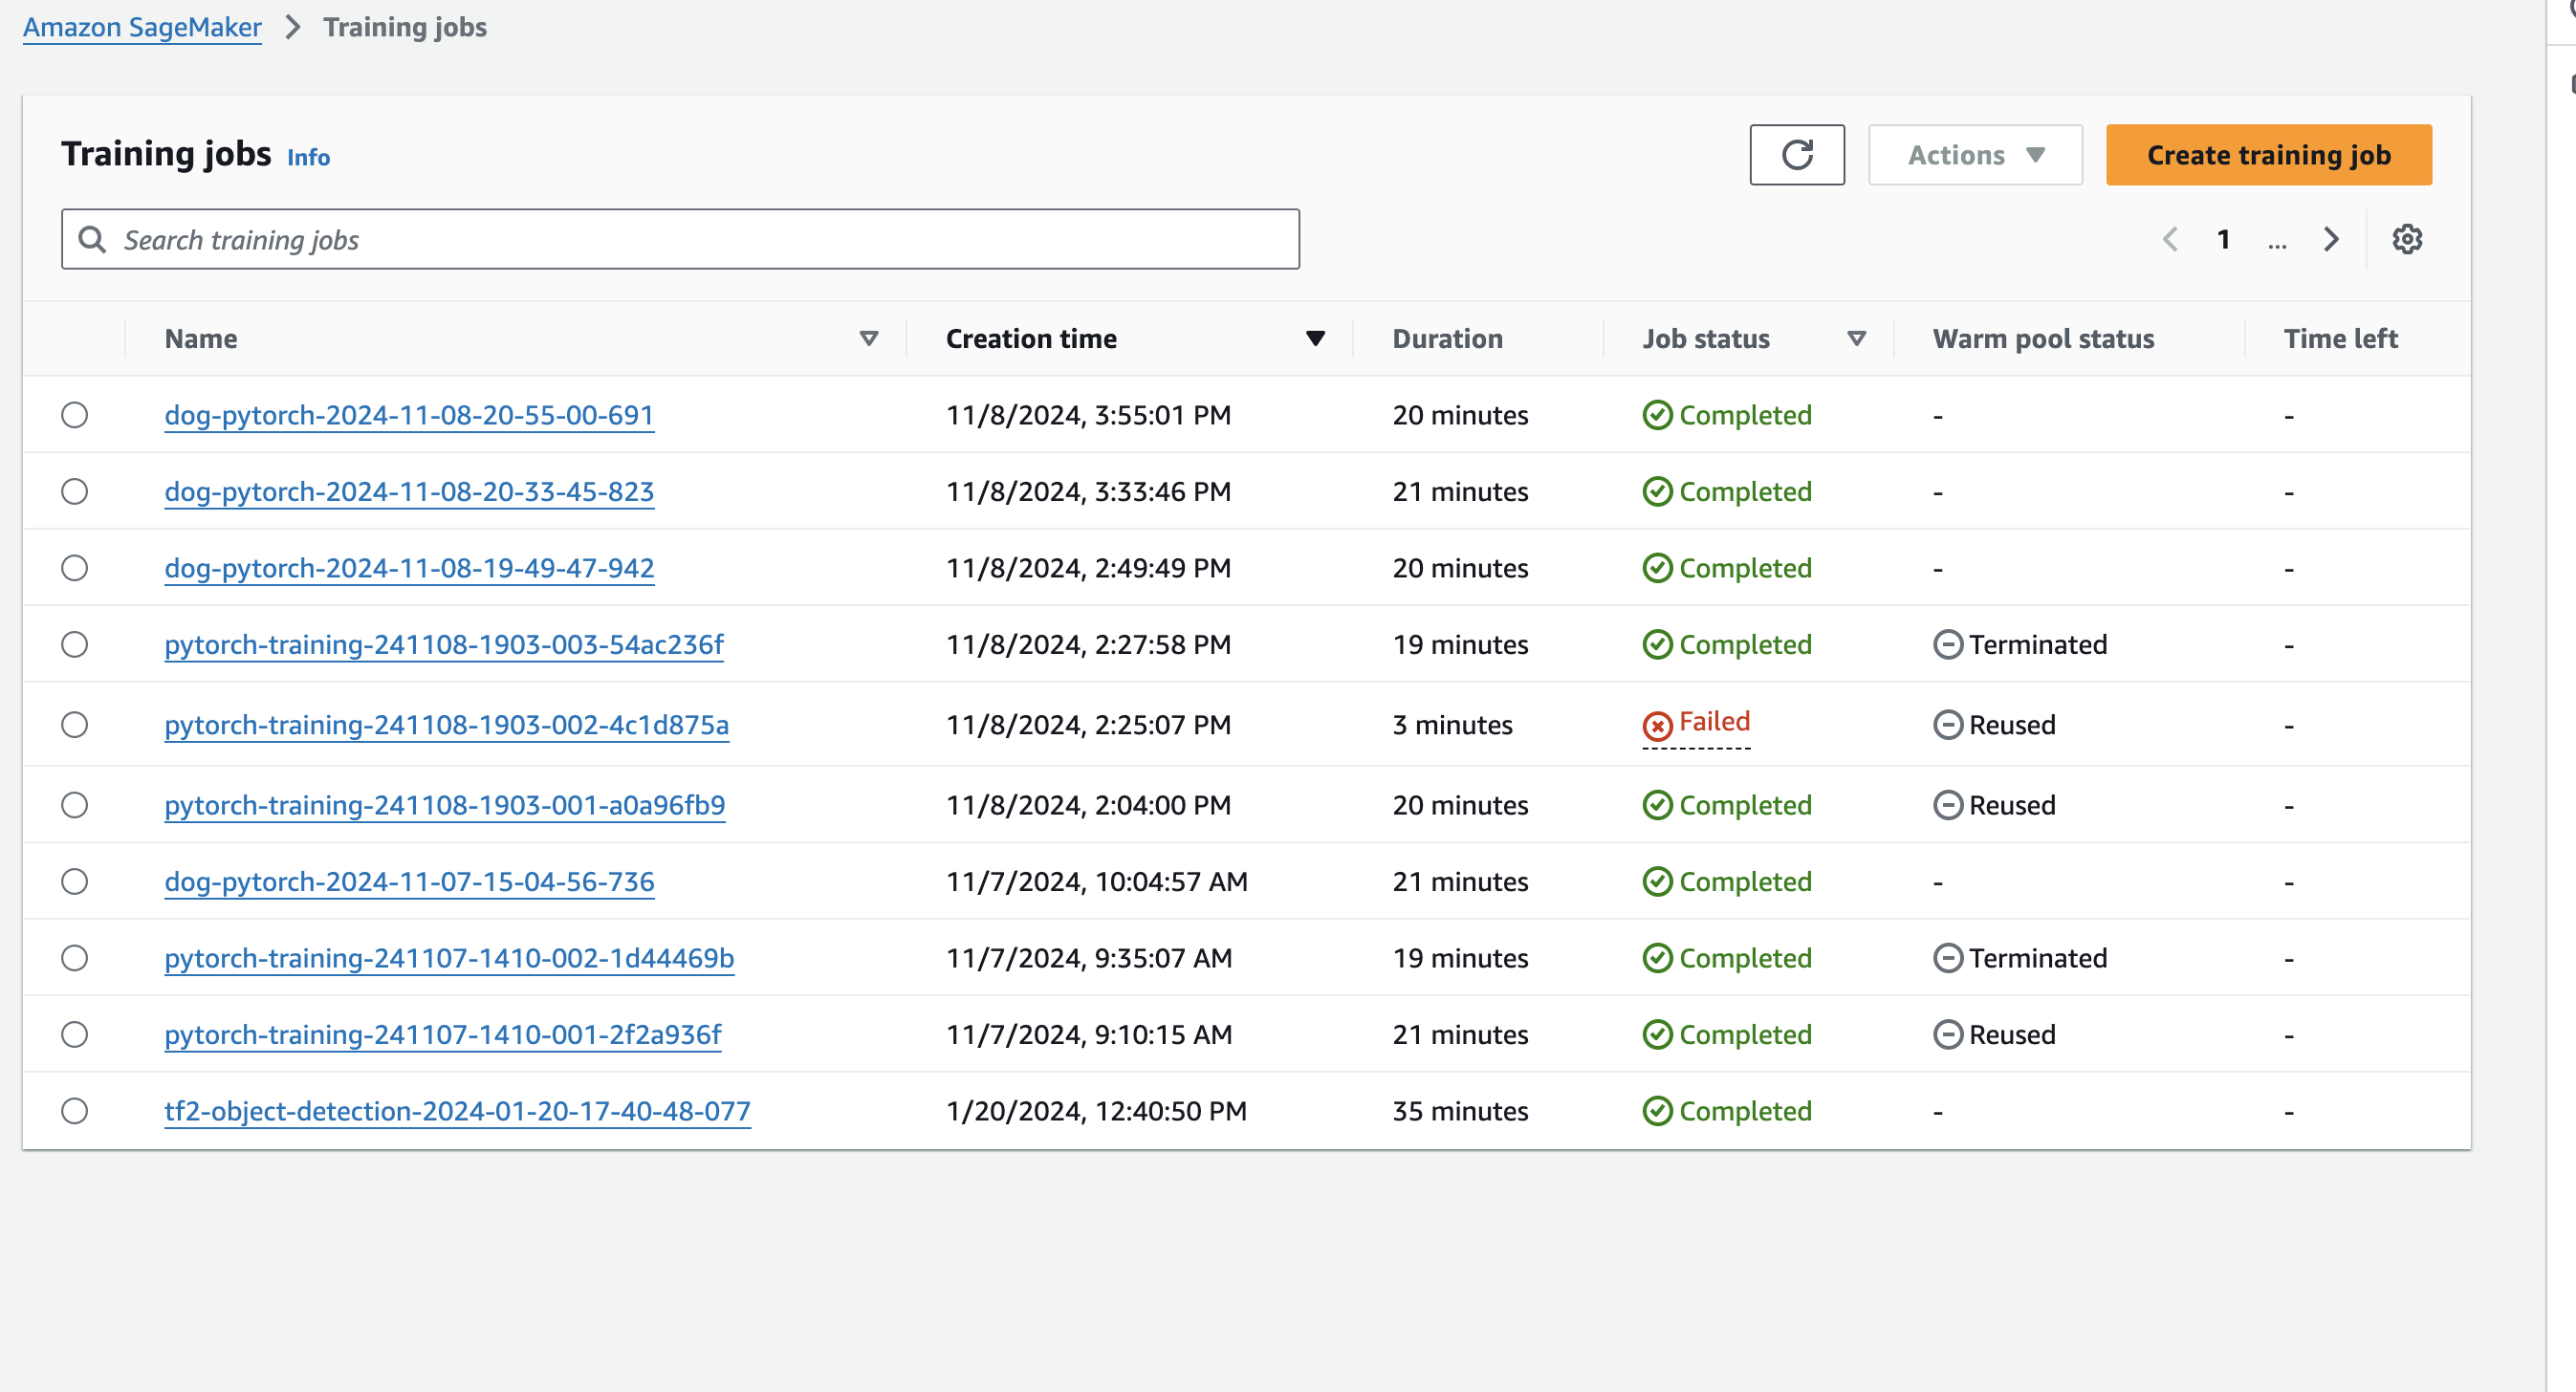 Amazon SageMaker > Training jobs
Training jobs Info
Actions
Create training job
Search training jobs
1 ...
Name Creation time Duration Job status Warm pool status Time left
dog-pytorch-2024-11-08-20-55-00-691 11/8/2024, 3:55:01 PM 20 minutes Completed - -
dog-pytorch-2024-11-08-20-33-45-823 11/8/2024, 3:33:46 PM 21 minutes Completed - -
dog-pytorch-2024-11-08-19-49-47-942 11/8/2024, 2:49:49 PM 20 minutes Completed - -
pytorch-training-241108-1903-003-54ac236f 11/8/2024, 2:27:58 PM 19 minutes Completed Terminated -
pytorch-training-241108-1903-002-4c1d875a 11/8/2024, 2:25:07 PM 3 minutes Failed Reused -
pytorch-training-241108-1903-001-a0a96fb9 11/8/2024, 2:04:00 PM 20 minutes Completed Reused -
dog-pytorch-2024-11-07-15-04-56-736 11/7/2024, 10:04:57 AM 21 minutes Completed - -
pytorch-training-241107-1410-002-1d44469b 11/7/2024, 9:35:07 AM 19 minutes Completed Terminated -
pytorch-training-241107-1410-001-2f2a936f 11/7/2024, 9:10:15 AM 21 minutes Completed Reused -
tf2-object-detection-2024-01-20-17-40-48-077 1/20/2024, 12:40:50 PM 35 minutes Completed - -